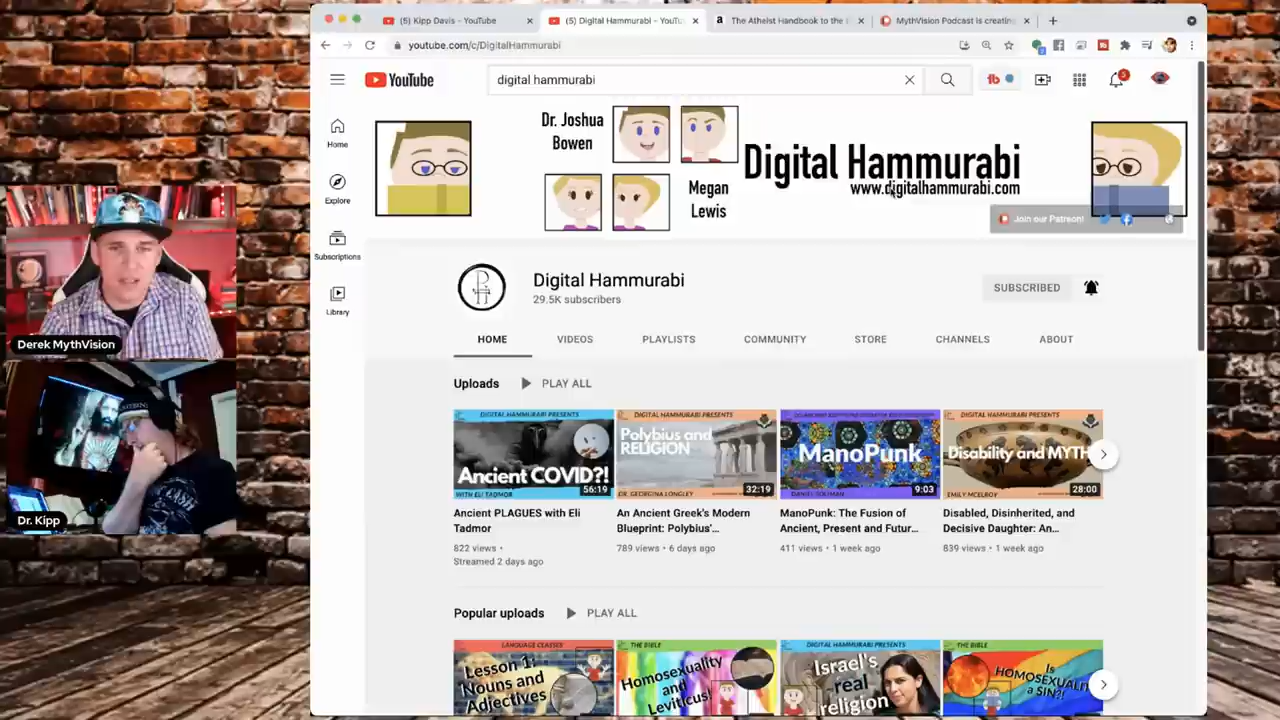 (5) Kipp Davis - YouTube
(5) Digital Hammurabi - YouTu
The Atheist Handbook to the
MythVision Podcast is creating
youtube.com/c/DigitalHammurabi
YouTube
digital hammurabi
tb
5
Home
Explore
Subscriptions
Library
Dr. Joshua
Bowen
Megan
Lewis
Digital Hammurabi
www.digitalhammurabi.com
Join our Patreon!
Digital Hammurabi
29.5K subscribers
SUBSCRIBED
HOME
VIDEOS
PLAYLISTS
COMMUNITY
STORE
CHANNELS
ABOUT
Uploads
PLAY ALL
DIGITAL HAMMURABI PRESENTS
Ancient COVID?!
WITH ELI TADMOR
56:19
DIGITAL HAMMURABI PRESENTS
Polybius and
RELIGION
DR. GEORGINA LONGLEY
32:19
ManoPunk
DANIEL SOLTMAN
9:03
DIGITAL HAMMURABI PRESENTS
Disability and MYTH
EMILY MCELROY
28:00
Ancient PLAGUES with Eli
Tadmor
822 views •
Streamed 2 days ago
An Ancient Greek's Modern
Blueprint: Polybius'...
789 views • 6 days ago
ManoPunk: The Fusion of
Ancient, Present and Futur...
411 views • 1 week ago
Disabled, Disinherited, and
Decisive Daughter: An...
839 views • 1 week ago
Popular uploads
PLAY ALL
LANGUAGE CLASSES
Lesson 1:
Nouns and
Adjectives
THE BIBLE
Homosexuality
and
Leviticus!
DIGITAL HAMMURABI PRESENTS
Israel's
real
religion
THE BIBLE
Is
HOMOSEXUALITY
a SIN?!
Derek MythVision
Dr. Kipp